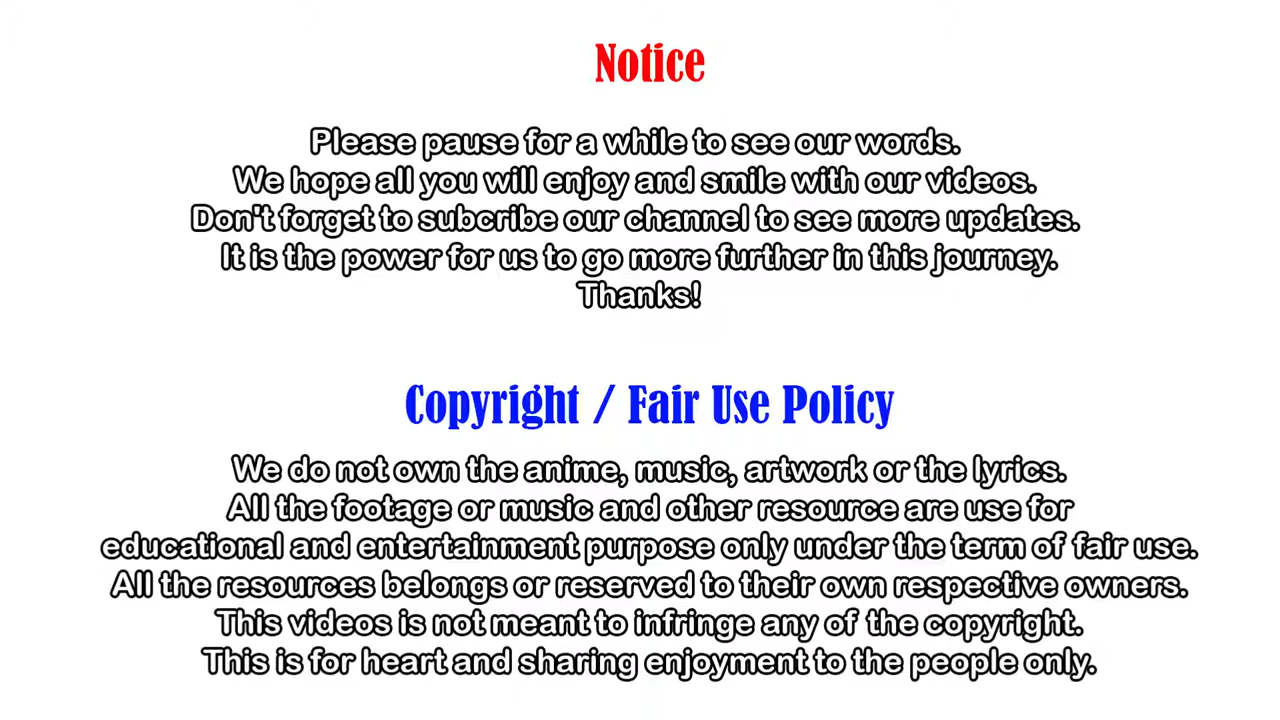 Notice
Please pause for a while to see our words.
We hope all you will enjoy and smile with our videos.
Don't forget to subcribe our channel to see more updates.
It is the power for us to go more further in this journey.
Thanks!
Copyright / Fair Use Policy
We do not own the anime, music, artwork or the lyrics.
All the footage or music and other resource are use for
educational and entertainment purpose only under the term of fair use.
All the resources belongs or reserved to their own respective owners.
This videos is not meant to infringe any of the copyright.
This is for heart and sharing enjoyment to the people only.